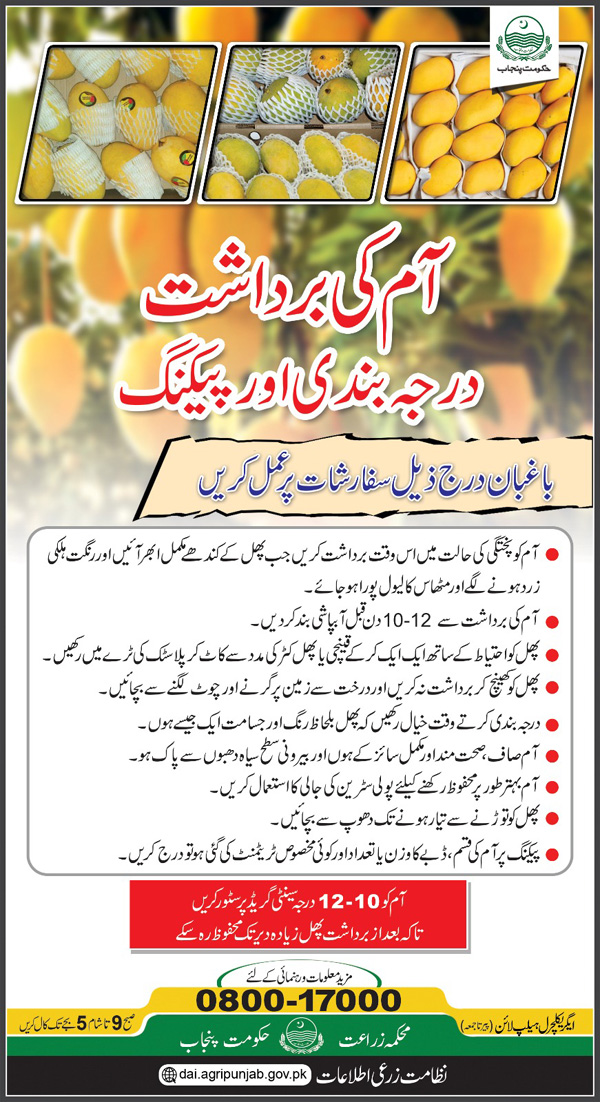 حکومت پنجاب
آم کی برداشت
درجہ بندی اور پیکنگ
باغبان درج ذیل سفارشات پر عمل کریں
● آم کو پختگی کی حالت میں اس وقت برداشت کریں جب پھل کے کندھے مکمل ابھر آئیں اور رنگت ہلکی
زرد ہونے لگے اور مٹھاس کا لیول پورا ہو جائے۔
● آم کی برداشت سے 12-10 دن قبل آبپاشی بند کر دیں۔
● پھل کو احتیاط کے ساتھ ایک ایک کر کے قینچی یا پھل کٹر کی مدد سے کاٹ کر پلاسٹک کی ٹرے میں رکھیں۔
● پھل کو کھینچ کر برداشت نہ کریں اور درخت سے زمین پر گرنے اور چوٹ لگنے سے بچائیں۔
● درجہ بندی کرتے وقت خیال رکھیں کہ پھل بلحاظ رنگ اور جسامت ایک جیسے ہوں۔
● آم صاف، صحت مند اور مکمل سائز کے ہوں اور بیرونی سطح سیاہ دھبوں سے پاک ہو۔
● آم بہتر طور پر محفوظ رکھنے کیلئے پولی سٹرین کی جالی کا استعمال کریں۔
● پھل کو توڑنے سے تیار ہونے تک دھوپ سے بچائیں۔
● پیکنگ پر آم کی قسم، ڈبے کا وزن یا تعداد اور کوئی مخصوص ٹریٹمنٹ کی گئی ہو تو درج کریں۔
آم کو 10-12 درجہ سینٹی گریڈ پر سٹور کریں
تاکہ بعد از برداشت پھل زیادہ دیر تک محفوظ رہ سکے
مزید معلومات و رہنمائی کے لئے
0800-17000
ایگریکلچرل ہیلپ لائن (پیر تا جمعہ)
صبح 9 تا شام 5 بجے تک کال کریں
محکمہ زراعت حکومت پنجاب
نظامت زرعی اطلاعات dai.agripunjab.gov.pk